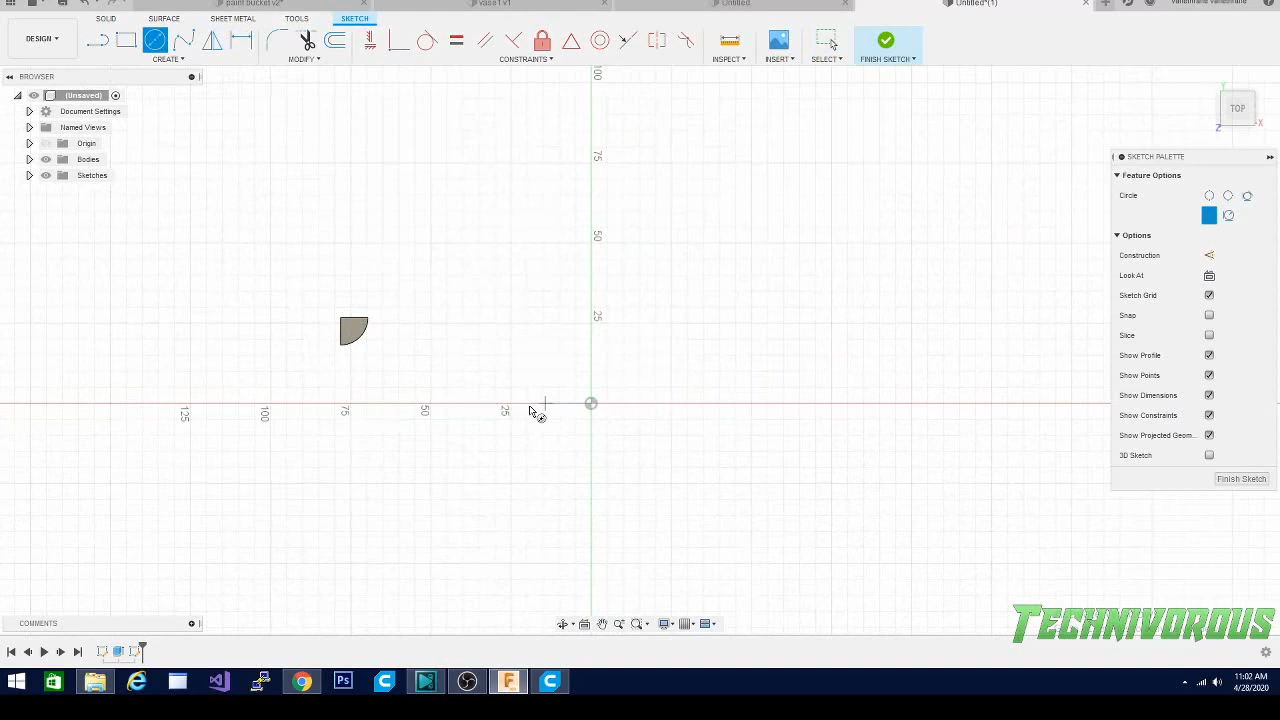 paint bucket v2*
vass1 v1
Untitled
Untitled*(1)
SOLID
SURFACE
SHEET METAL
TOOLS
SKETCH
DESIGN
CREATE
MODIFY
CONSTRAINTS
INSPECT
INSERT
SELECT
FINISH SKETCH
BROWSER
(Unsaved)
Document Settings
Named Views
Origin
Bodies
Sketches
100
75
50
25
125
100
75
50
25
TOP
Y
X
Z
SKETCH PALETTE
Feature Options
Circle
Options
Construction
Look At
Sketch Grid
Snap
Slice
Show Profile
Show Points
Show Dimensions
Show Constraints
Show Projected Geom...
3D Sketch
Finish Sketch
COMMENTS
TECHNIVOROUS
Ps
F
11:02 AM
4/28/2020